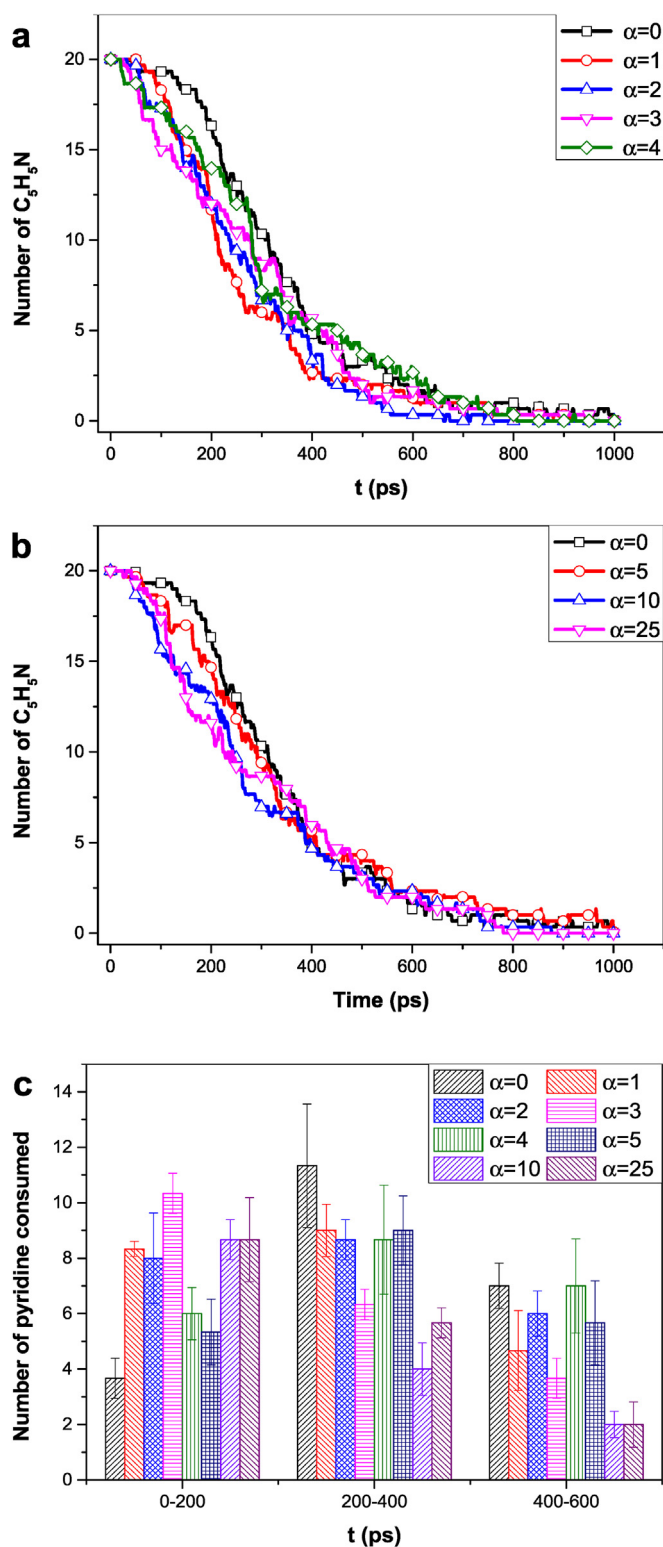 a
α=0
α=1
α=2
α=3
α=4
20
15
10
5
0
Number of C₅H₅N
0 200 400 600 800 1000
t (ps)
b
α=0
α=5
α=10
α=25
20
15
10
5
0
Number of C₅H₅N
0 200 400 600 800 1000
Time (ps)
c
α=0 α=1
α=2 α=3
α=4 α=5
α=10 α=25
14
12
10
8
6
4
2
0
Number of pyridine consumed
0-200 200-400 400-600
t (ps)